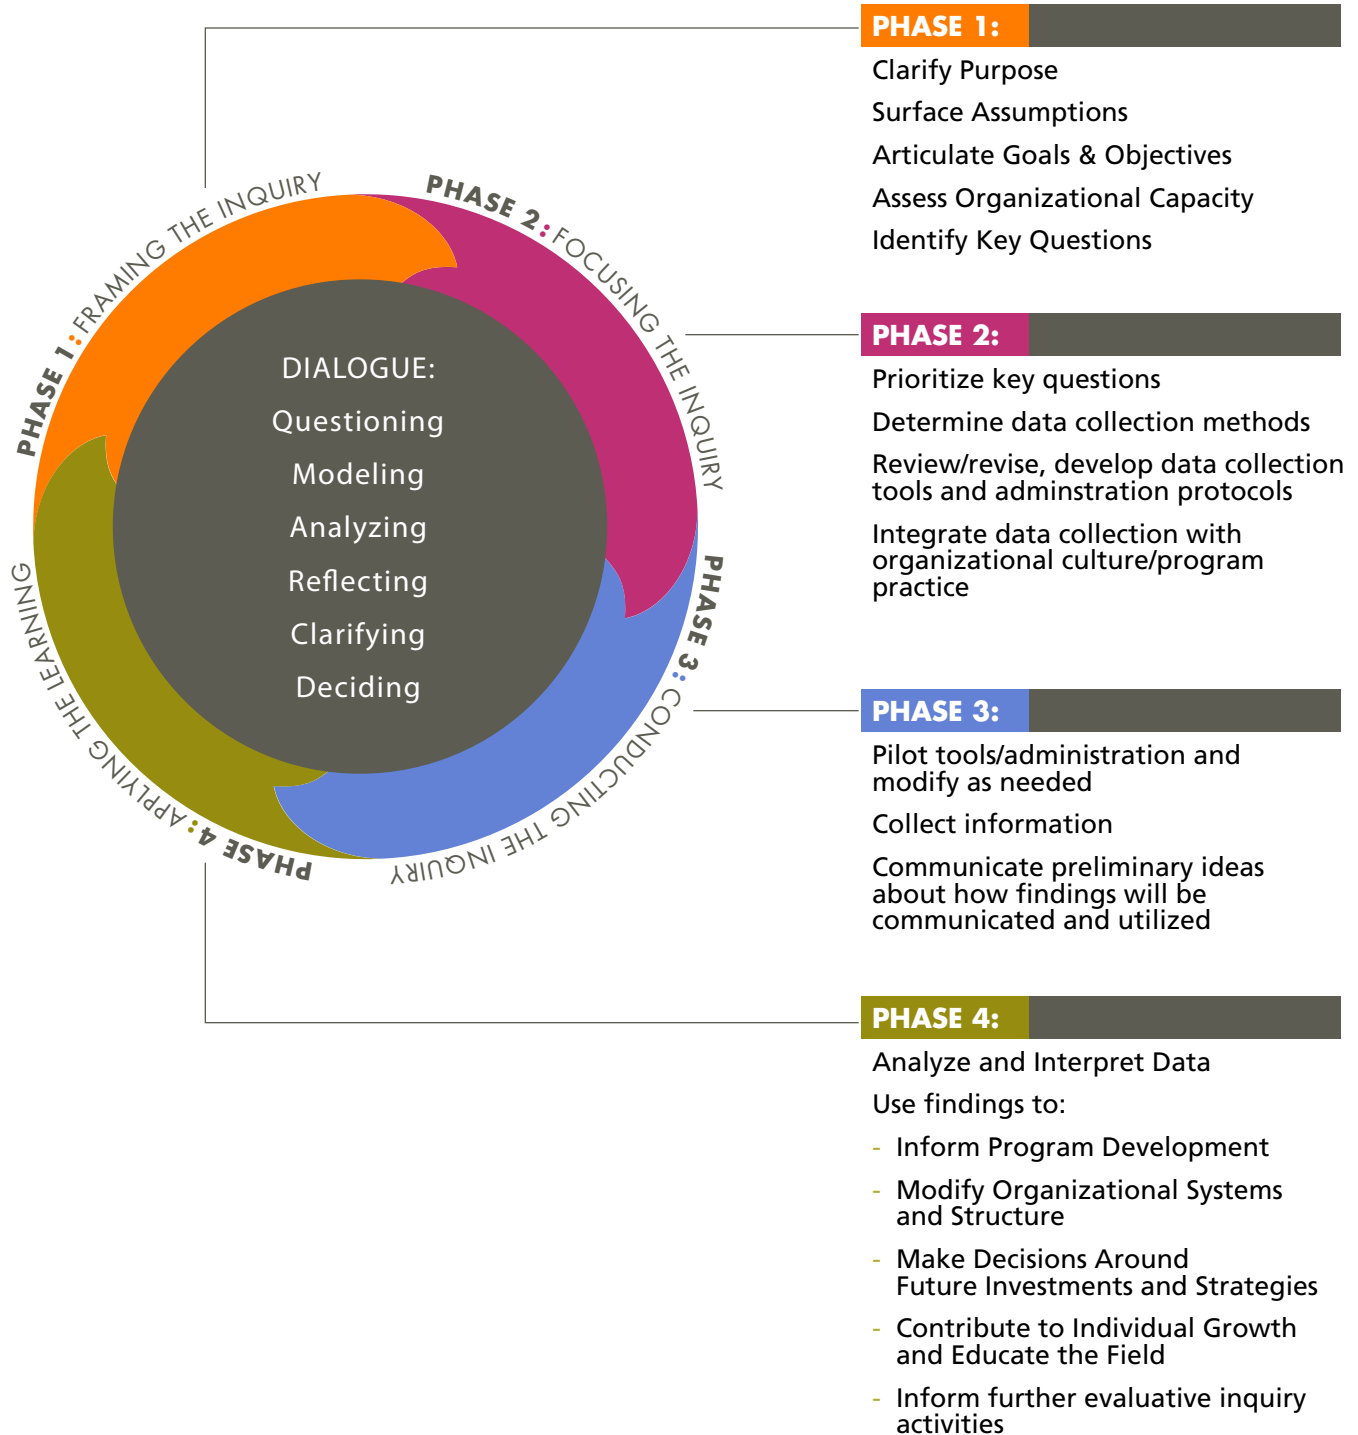 PHASE 1: FRAMING THE INQUIRY
PHASE 2: FOCUSING THE INQUIRY
PHASE 3: CONDUCTING THE INQUIRY
PHASE 4: APPLYING THE LEARNING
DIALOGUE:
Questioning
Modeling
Analyzing
Reflecting
Clarifying
Deciding
PHASE 1:
Clarify Purpose
Surface Assumptions
Articulate Goals & Objectives
Assess Organizational Capacity
Identify Key Questions
PHASE 2:
Prioritize key questions
Determine data collection methods
Review/revise, develop data collection
tools and adminstration protocols
Integrate data collection with
organizational culture/program
practice
PHASE 3:
Pilot tools/administration and
modify as needed
Collect information
Communicate preliminary ideas
about how findings will be
communicated and utilized
PHASE 4:
Analyze and Interpret Data
Use findings to:
- Inform Program Development
- Modify Organizational Systems
and Structure
- Make Decisions Around
Future Investments and Strategies
- Contribute to Individual Growth
and Educate the Field
- Inform further evaluative inquiry
activities